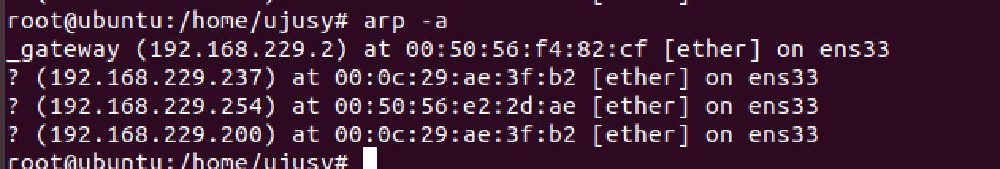 root@ubuntu:/home/ujusy# arp -a
_gateway (192.168.229.2) at 00:50:56:f4:82:cf [ether] on ens33
? (192.168.229.237) at 00:0c:29:ae:3f:b2 [ether] on ens33
? (192.168.229.254) at 00:50:56:e2:2d:ae [ether] on ens33
? (192.168.229.200) at 00:0c:29:ae:3f:b2 [ether] on ens33
root@ubuntu:/home/ujusy#